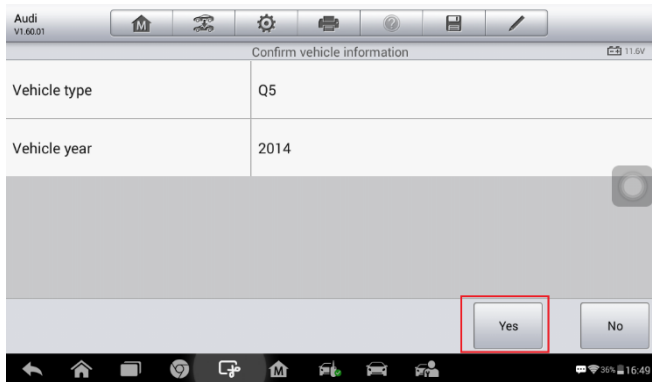 Audi
V1.60.01
Confirm vehicle information
11.6V
Vehicle type
Q5
Vehicle year
2014
Yes
No
36%
16:49